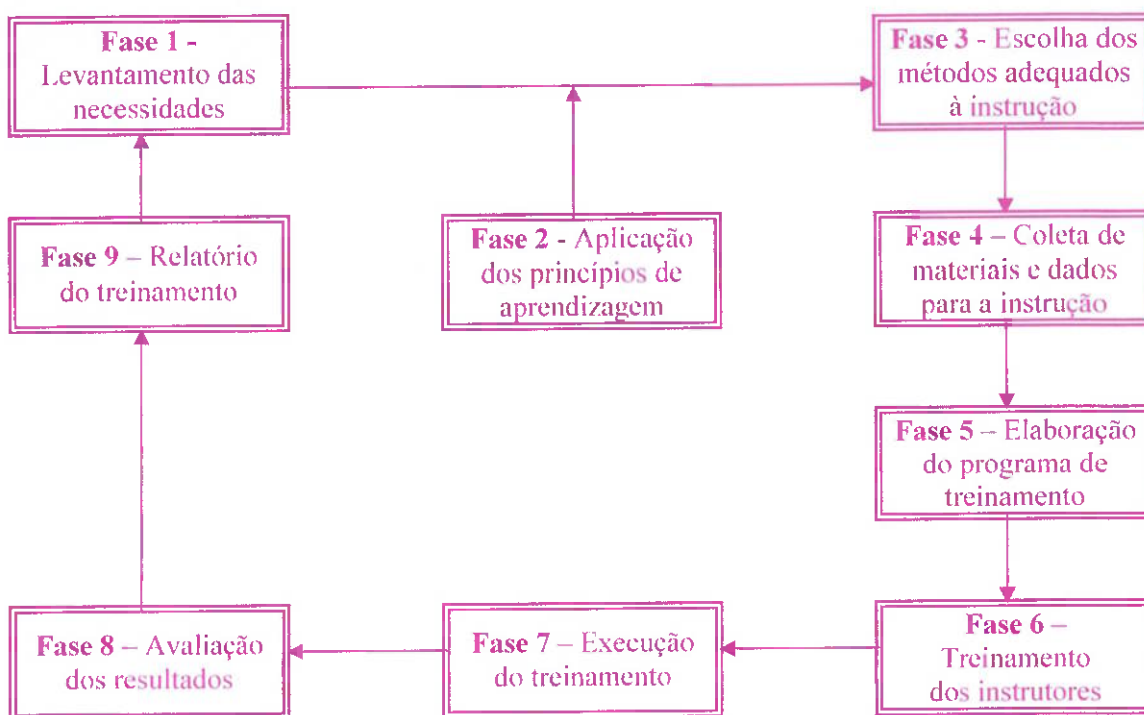 Fase 1 -
Levantamento das
necessidades
Fase 3 - Escolha dos
métodos adequados
à instrução
Fase 9 – Relatório
do treinamento
Fase 2 - Aplicação
dos princípios de
aprendizagem
Fase 4 – Coleta de
materiais e dados
para a instrução
Fase 5 – Elaboração
do programa de
treinamento
Fase 8 – Avaliação
dos resultados
Fase 7 – Execução
do treinamento
Fase 6 –
Treinamento
dos instrutores